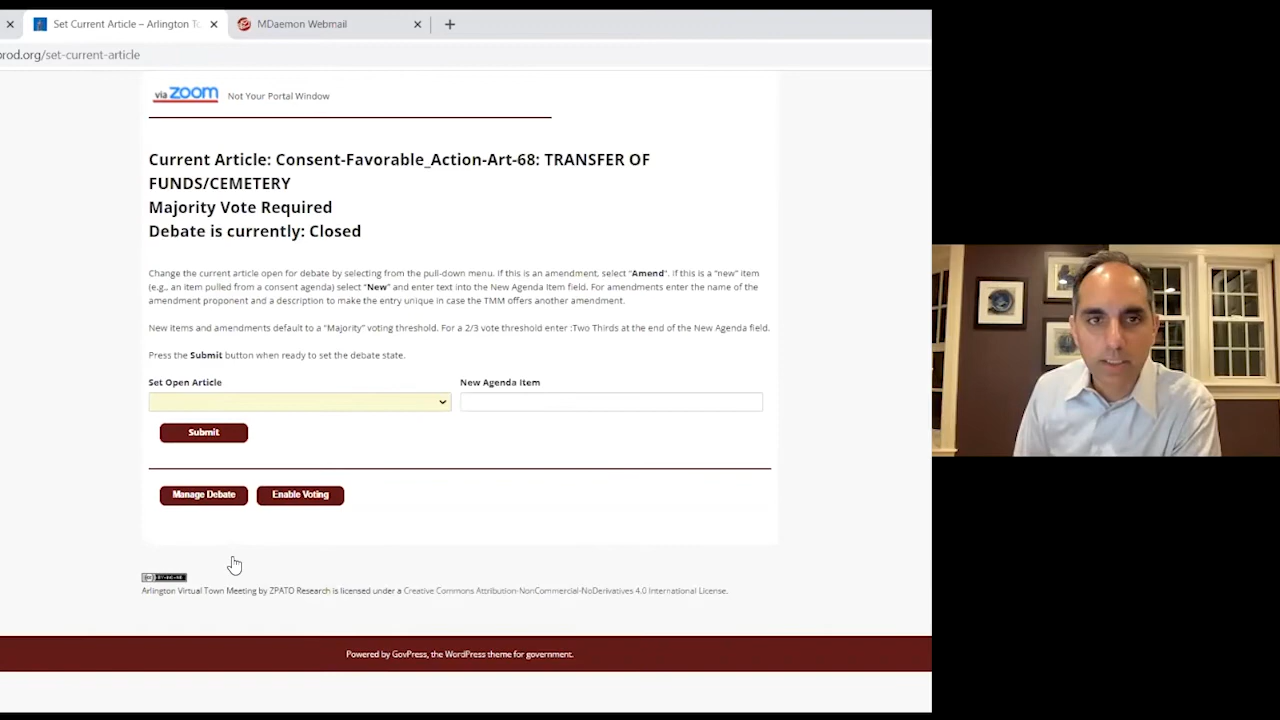 Set Current Article – Arlington To
MDaemon Webmail
prod.org/set-current-article
via zoom Not Your Portal Window
Current Article: Consent-Favorable_Action-Art-68: TRANSFER OF
FUNDS/CEMETERY
Majority Vote Required
Debate is currently: Closed
Change the current article open for debate by selecting from the pull-down menu. If this is an amendment, select "Amend". If this is a "new" item
(e.g., an item pulled from a consent agenda) select "New" and enter text into the New Agenda Item field. For amendments enter the name of the
amendment proponent and a description to make the entry unique in case the TMM offers another amendment.
New items and amendments default to a "Majority" voting threshold. For a 2/3 vote threshold enter :Two Thirds at the end of the New Agenda field.
Press the Submit button when ready to set the debate state.
Set Open Article New Agenda Item
Submit
Manage Debate Enable Voting
Arlington Virtual Town Meeting by ZPATO Research is licensed under a Creative Commons Attribution-NonCommercial-NoDerivatives 4.0 International License.
Powered by GovPress, the WordPress theme for government.